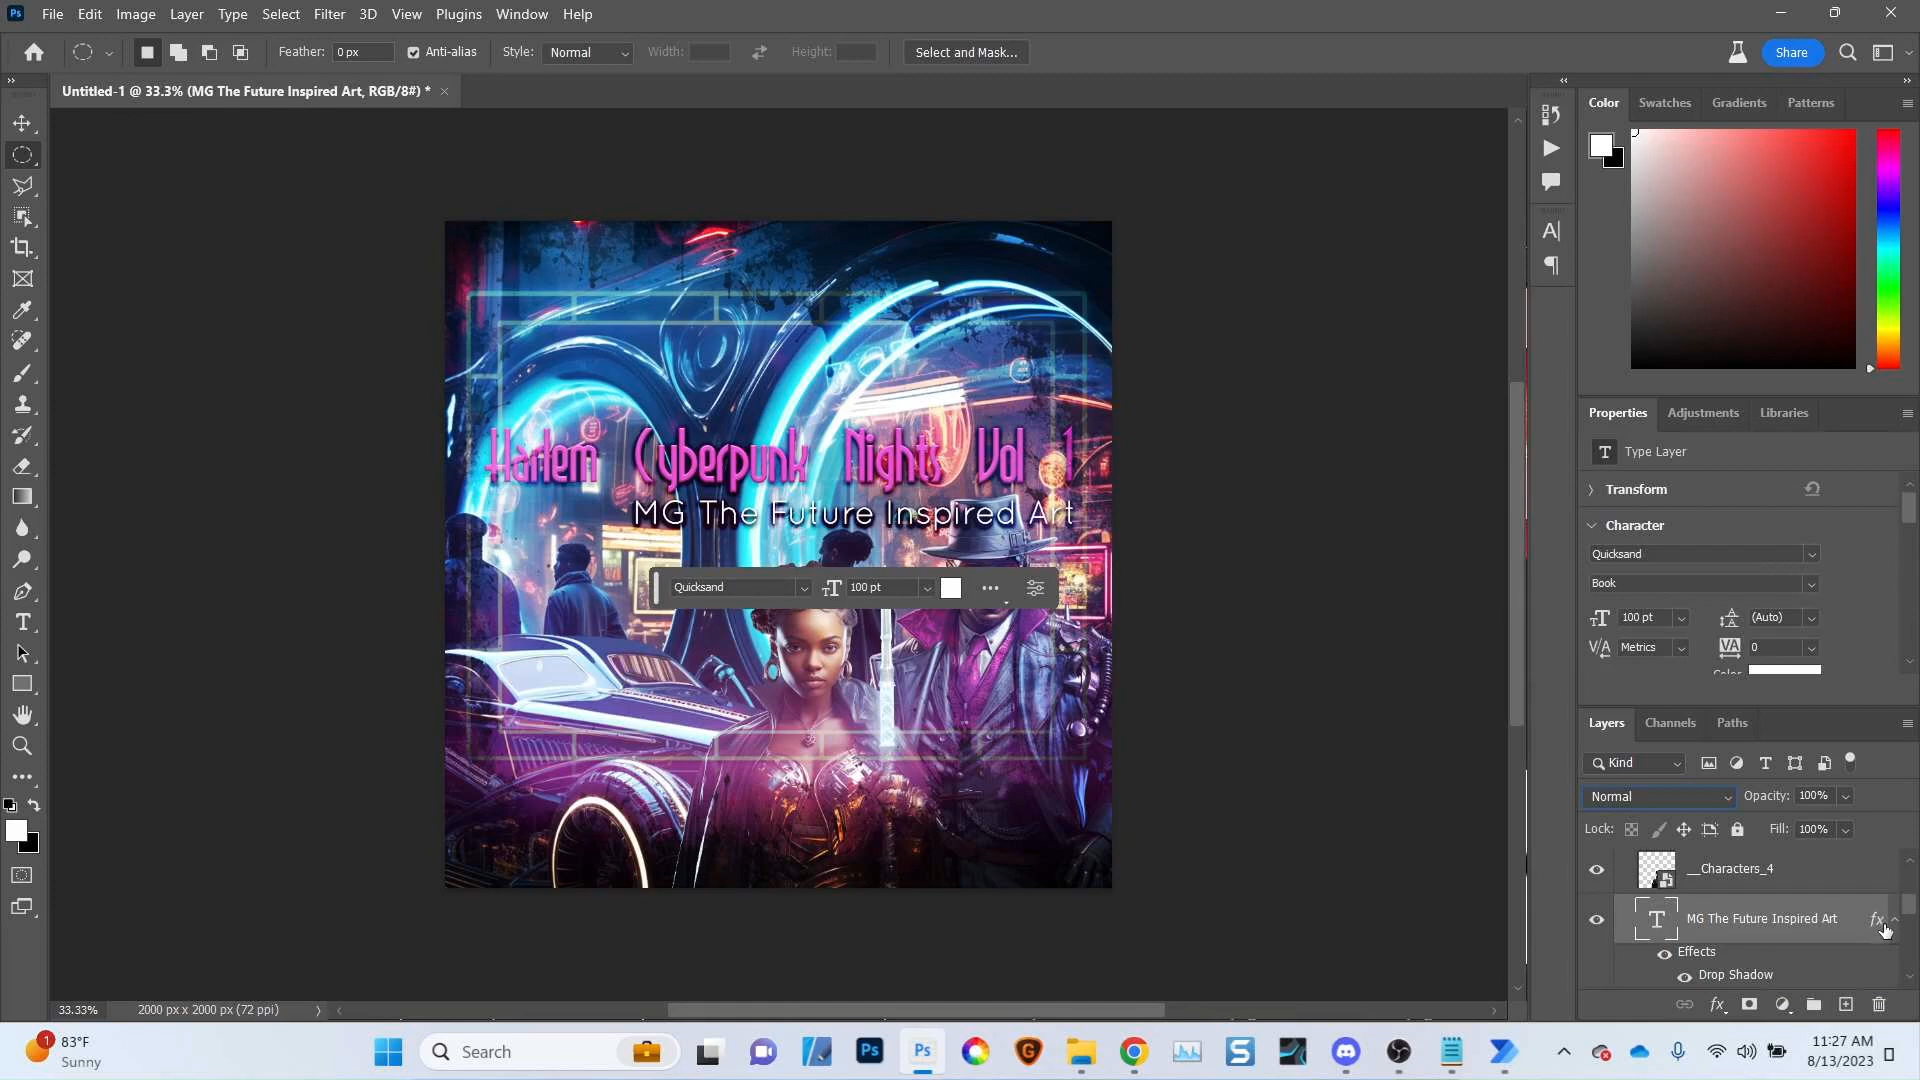 Ps File Edit Image Layer Type Select Filter 3D View Plugins Window Help
Feather: 0 px Anti-alias Style: Normal Width: Height: Select and Mask... Share
Untitled-1 @ 33.3% (MG The Future Inspired Art, RGB/8#) *
Color Swatches Gradients Patterns
Harlem Cyberpunk Nights Vol 1
MG The Future Inspired Art
Quicksand 100 pt
Properties Adjustments Libraries
T Type Layer
Transform
Character
Quicksand
Book
100 pt (Auto)
Metrics 0
Color
Layers Channels Paths
Kind
Normal Opacity: 100%
Lock: Fill: 100%
__Characters_4
T MG The Future Inspired Art fx
Effects
Drop Shadow
33.33% 2000 px x 2000 px (72 ppi)
1 83°F
Sunny
Search
Ps Ps
11:27 AM
8/13/2023